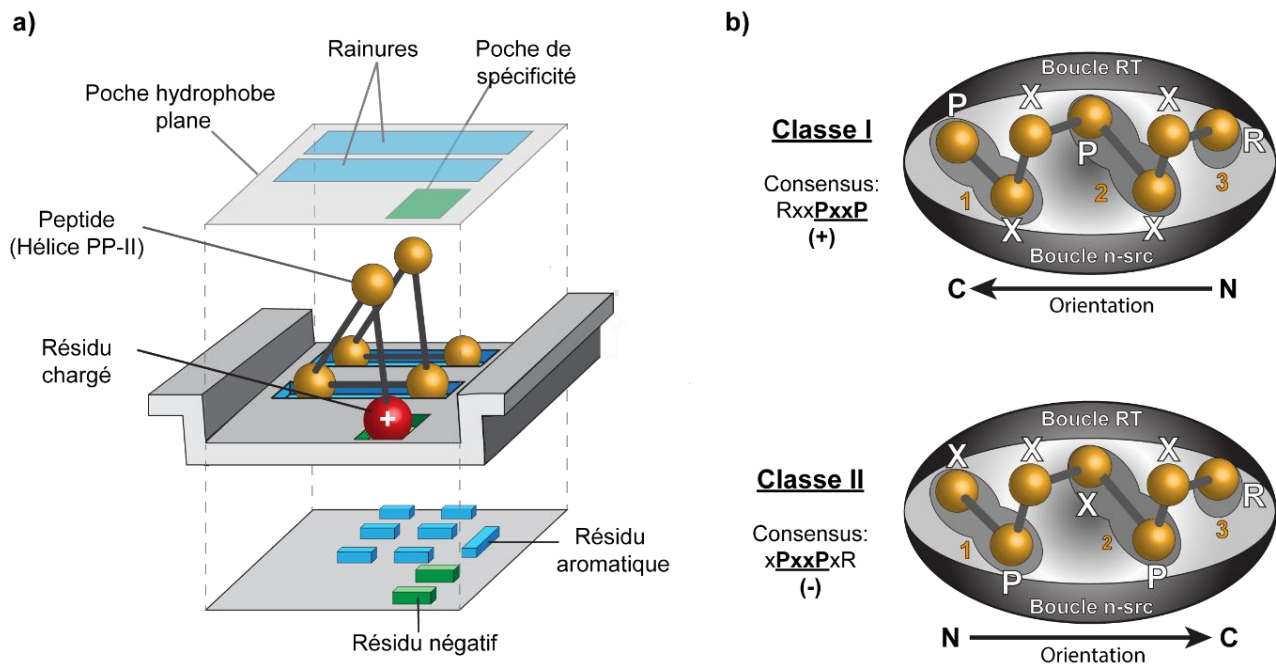 a)
Rainures
Poche de
spécificité
Poche hydrophobe
plane
Peptide
(Hélice PP-II)
Résidu
chargé
+
Résidu
aromatique
Résidu négatif
b)
Classe I
Consensus:
RxxPxxP
(+)
Boucle RT
P
X
X
P
R
1
2
3
X
X
Boucle n-src
C
N
Orientation
Classe II
Consensus:
xPxxPxR
(-)
Boucle RT
X
X
X
X
R
1
2
3
P
P
Boucle n-src
N
C
Orientation